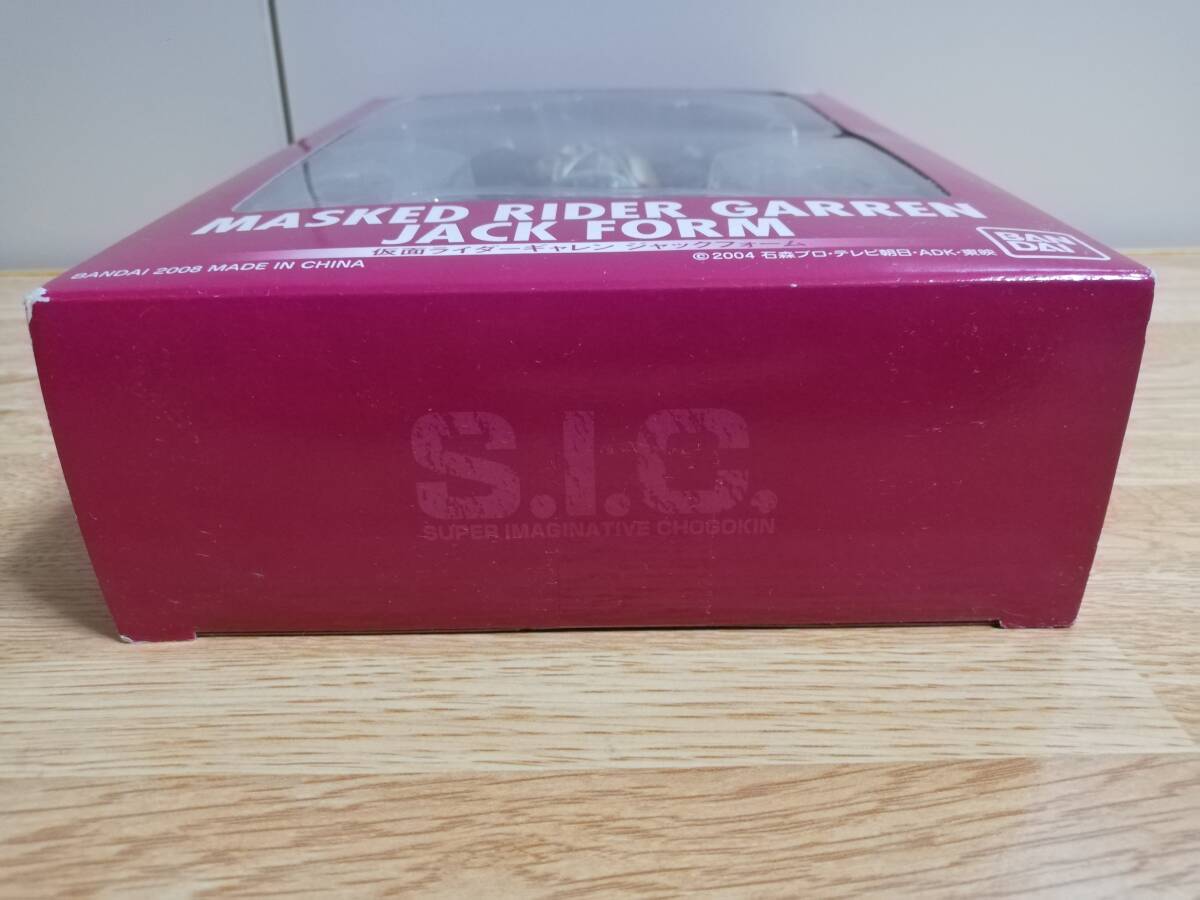 MASKED RIDER GARREN
JACK FORM
仮面ライダーギャレン ジャックフォーム
BANDAI 2008 MADE IN CHINA
©2004 石森プロ・テレビ朝日・ADK・東映
BAN
DAI
S.I.C.
SUPER IMAGINATIVE CHOGOKIN